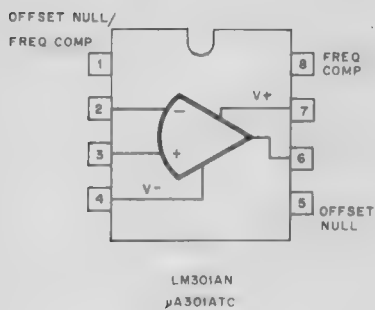 OFFSET NULL/
FREQ COMP
1
8
FREQ
COMP
2
−
V+
7
3
+
6
4
V−
5
OFFSET
NULL
LM301AN
µA301ATC